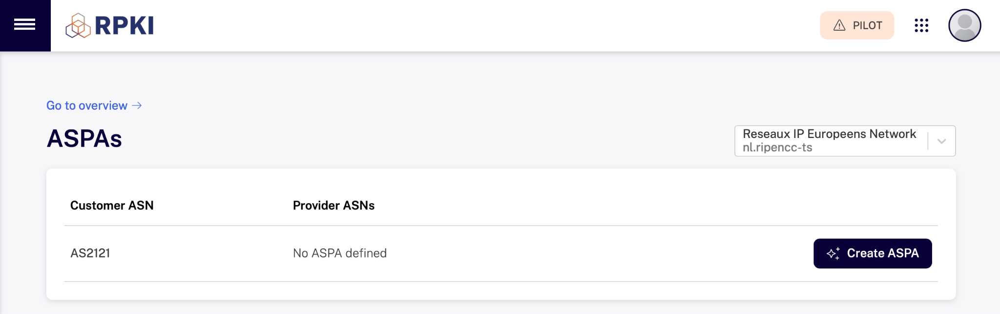 RPKI
PILOT
Go to overview →
ASPAs
Reseaux IP Europeens Network
nl.ripencc-ts
Customer ASN Provider ASNs
AS2121 No ASPA defined Create ASPA